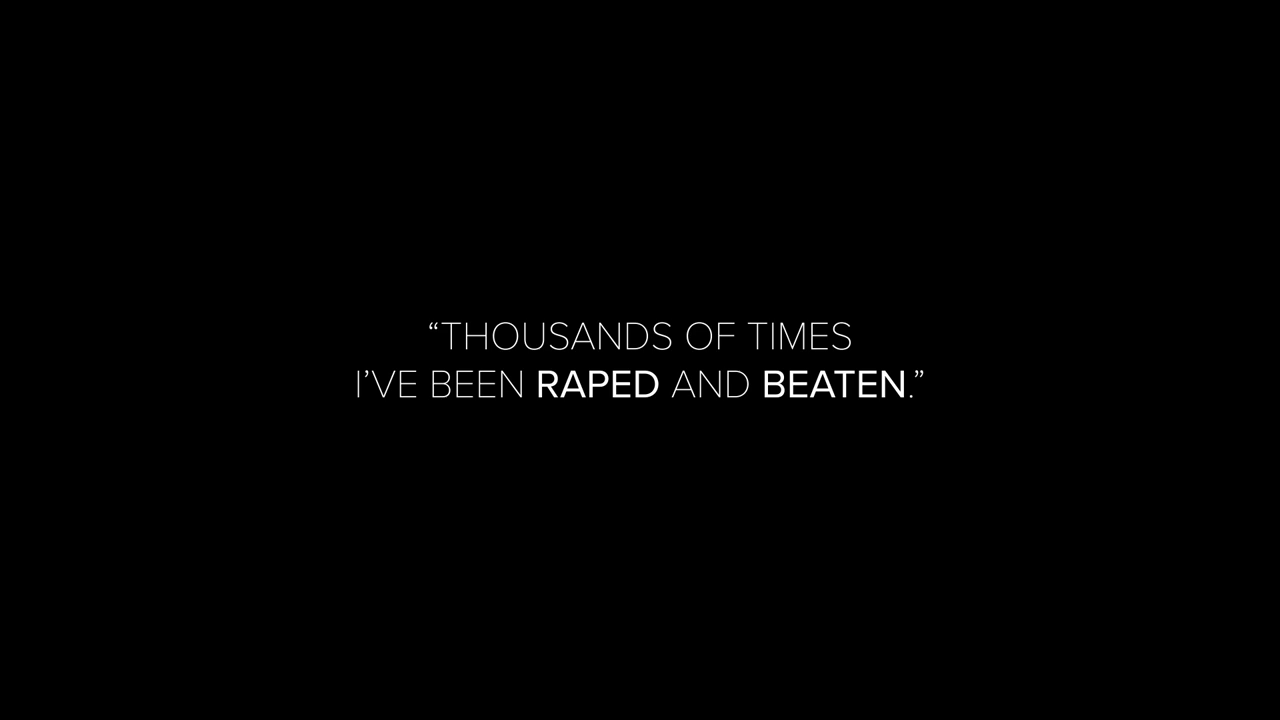 “THOUSANDS OF TIMES
I’VE BEEN RAPED AND BEATEN.”